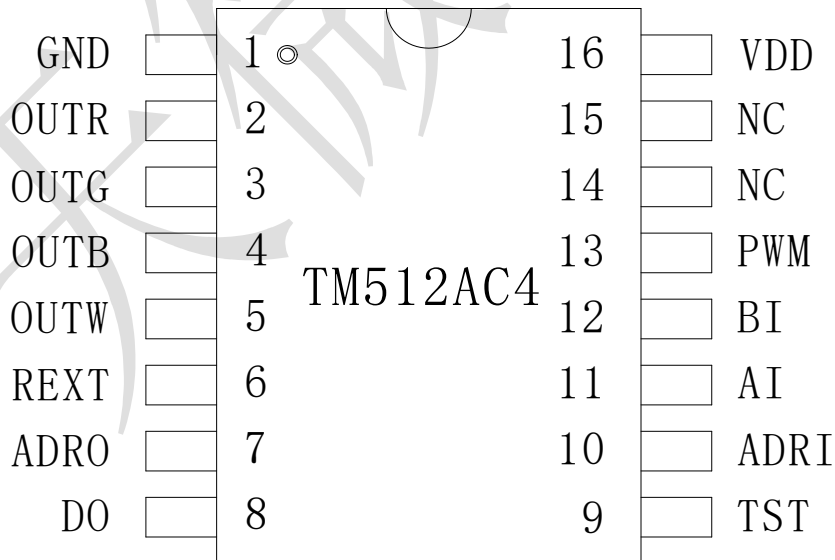 GND 1 16 VDD
OUTR 2 15 NC
OUTG 3 14 NC
OUTB 4 13 PWM
TM512AC4
OUTW 5 12 BI
REXT 6 11 AI
ADRO 7 10 ADRI
DO 8 9 TST